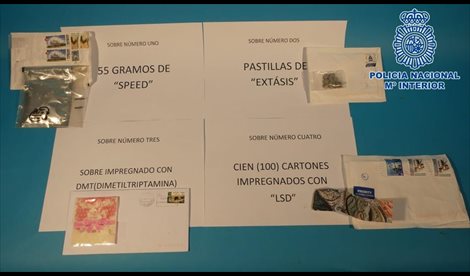 SOBRE NÚMERO UNO
55 GRAMOS DE
"SPEED"
SOBRE NÚMERO DOS
PASTILLAS DE
"EXTÁSIS"
POLICIA NACIONAL
Mº INTERIOR
SOBRE NÚMERO TRES
SOBRE IMPREGNADO CON
DMT(DIMETILTRIPTAMINA)
SOBRE NÚMERO CUATRO
CIEN (100) CARTONES
IMPREGNADOS CON
"LSD"
PRIORITY